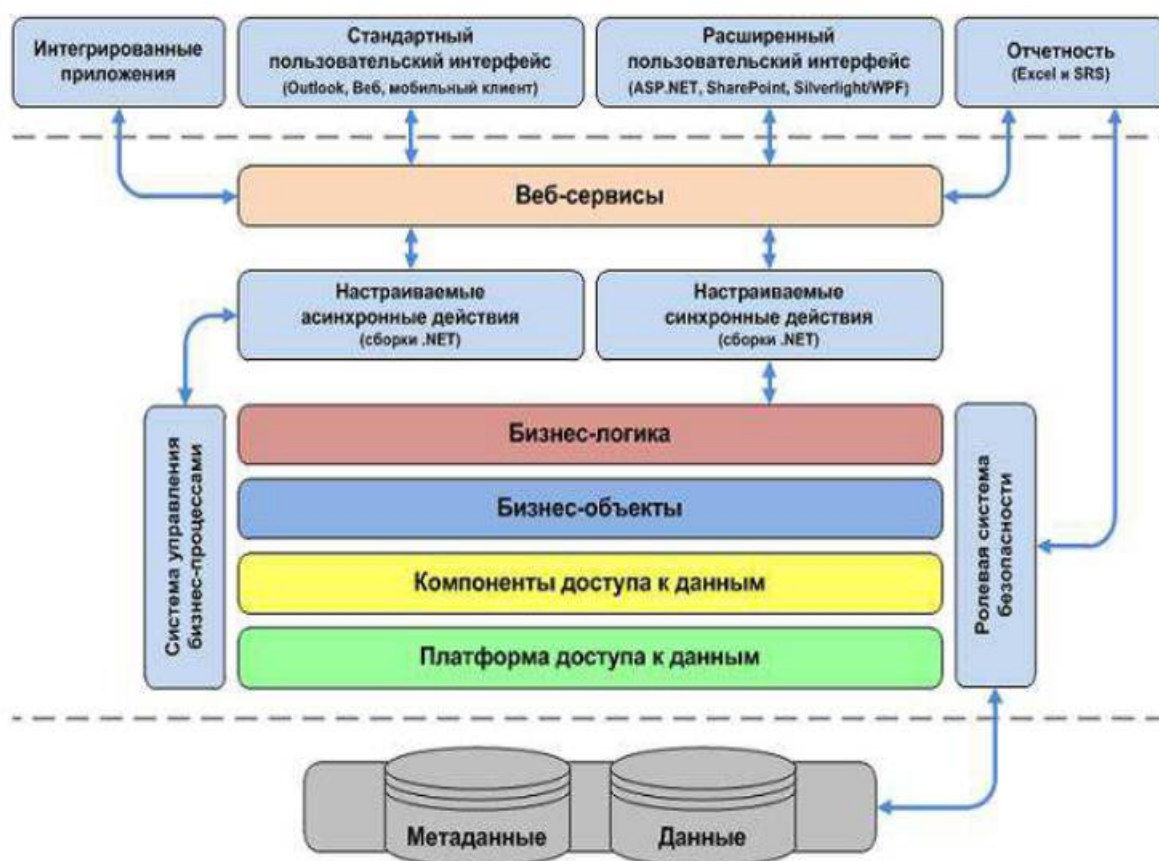 Интегрированные
приложения
Стандартный
пользовательский интерфейс
(Outlook, Веб, мобильный клиент)
Расширенный
пользовательский интерфейс
(ASP.NET, SharePoint, Silverlight/WPF)
Отчетность
(Excel и SRS)
Веб-сервисы
Настраиваемые
асинхронные действия
(сборки .NET)
Настраиваемые
синхронные действия
(сборки .NET)
Система управления
бизнес-процессами
Бизнес-логика
Бизнес-объекты
Компоненты доступа к данным
Платформа доступа к данным
Ролевая система
безопасности
Метаданные
Данные